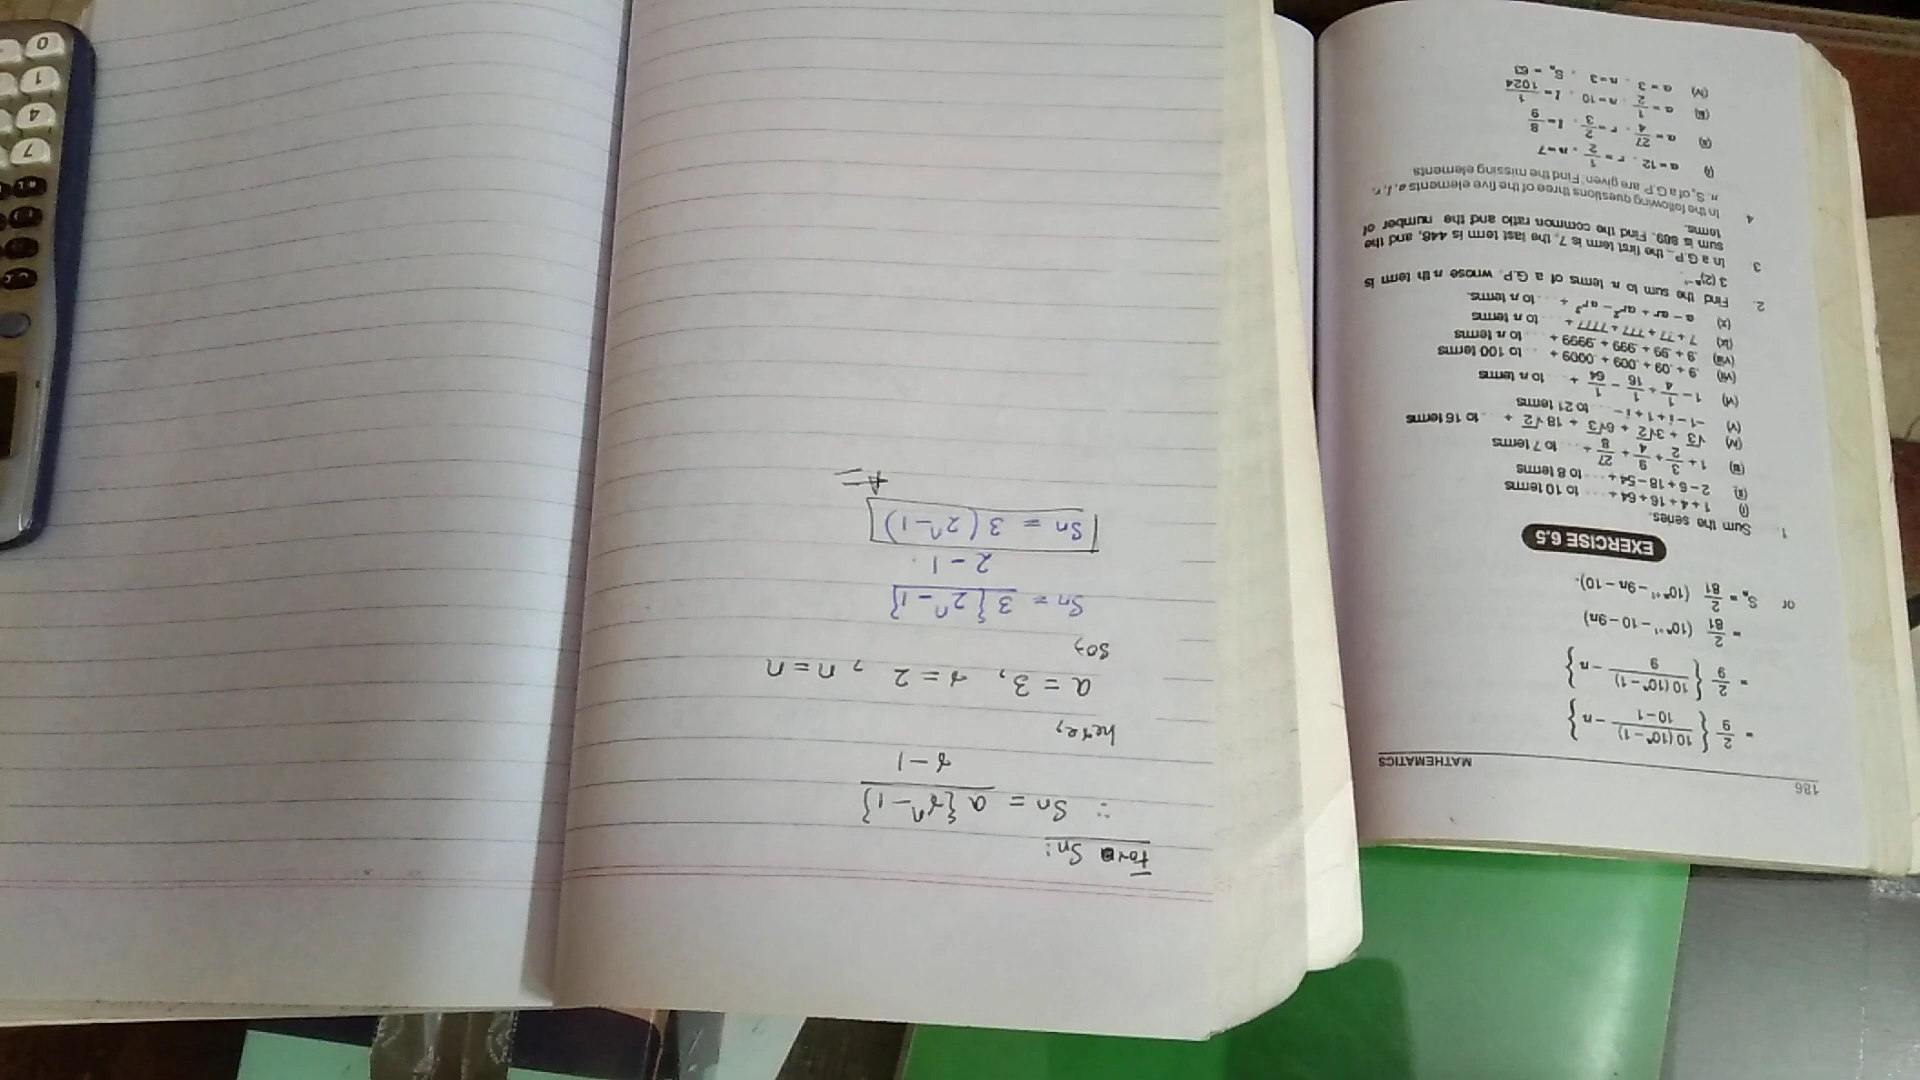 For Sn:
∵ Sn = a{r^n - 1}
r - 1
here,
a = 3, r = 2, n = n
so,
Sn = 3{2^n - 1}
2 - 1
Sn = 3(2^n - 1)
186
MATHEMATICS
= 2/9 { 10(10^n - 1)/10 - 1 - n }
= 2/9 { 10(10^n - 1)/9 - n }
= 2/81 (10^(n+1) - 10 - 9n)
or Sn = 2/81 (10^(n+1) - 9n - 10).
EXERCISE 6.5
1. Sum the series.
(i) 1 + 4 + 16 + 64 + ... to 10 terms
(ii) 2 - 6 + 18 - 54 + ... to 8 terms
(iii) 1 + 3/2 + 9/4 + 27/8 + ... to 7 terms
(iv) √3 + 3√2 + 6√3 + 18√2 + ... to 16 terms
(v) -1 - i + 1 + i - ... to 21 terms
(vi) 1 - 1/4 + 1/16 - 1/64 + ... to n terms
(vii) .9 + .09 + .009 + .0009 + ... to 100 terms
(viii) 9 + 99 + 999 + 9999 + ... to n terms
(ix) 7 + 77 + 777 + 7777 + ... to n terms
(x) a - ar + ar² - ar³ + ... to n terms.
2. Find the sum to n terms of a G.P. whose n th term is
3 (2)^(n-1).
3 In a G.P., the first term is 7, the last term is 448, and the
sum is 889. Find the common ratio and the number of
terms.
4 In the following questions three of the five elements a, l, r,
n, Sn of a G.P. are given. Find the missing elements
(i) a = 12, r = 1/2, n = 7
(ii) a = 27/4, r = 2/3, l = 8/9
(iii) a = 1/2, n = 10, l = 1/1024
(iv) a = 3, n = 3, Sn = 63
0
1
4
7